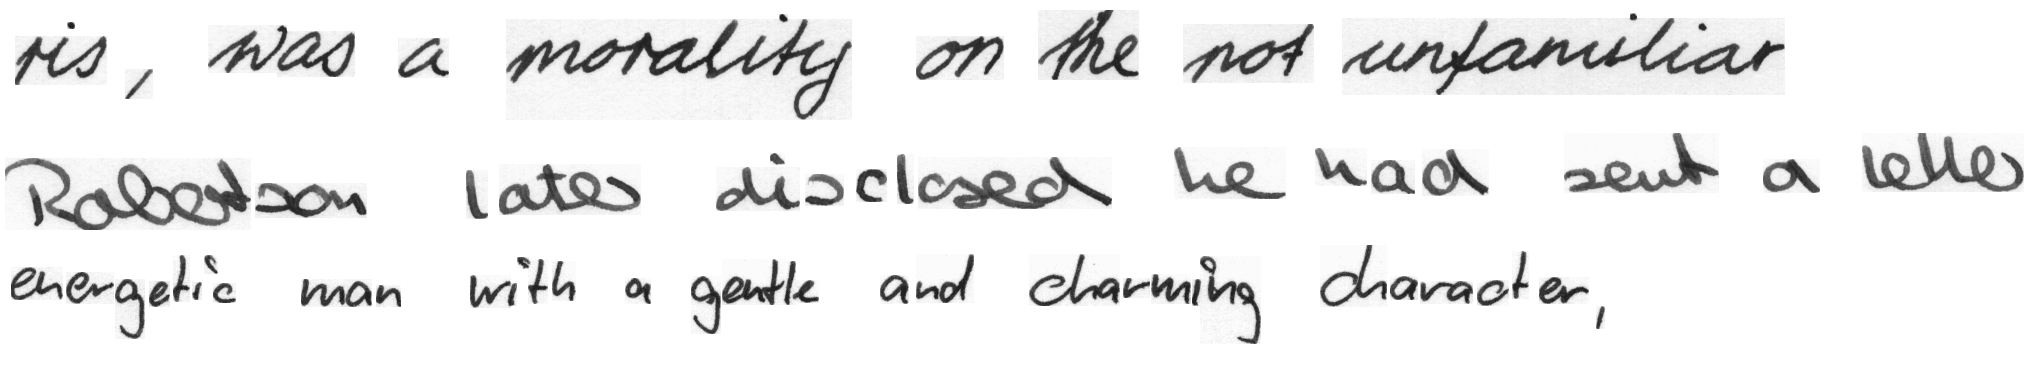 ris, was a morality on the not unfamiliar
Robertson later disclosed he had sent a letter
energetic man with a gentle and charming character,